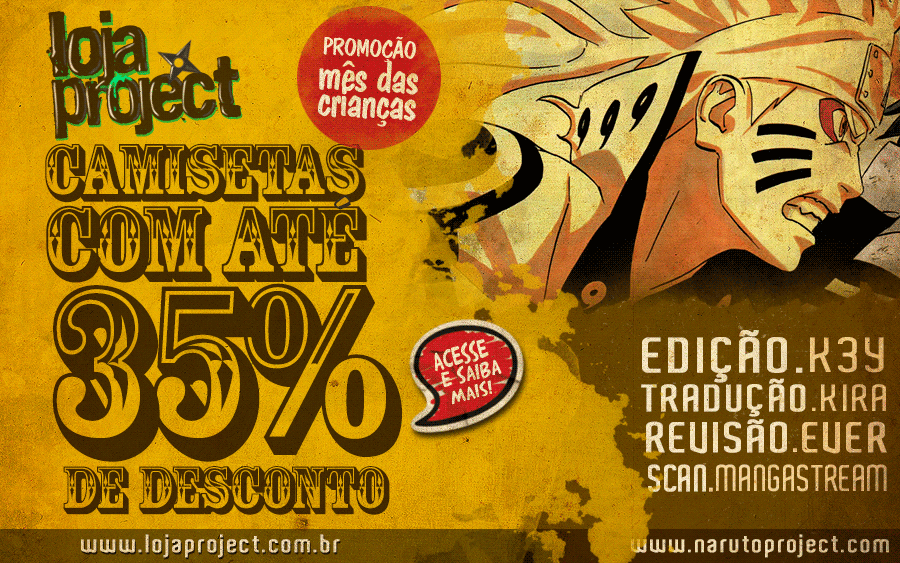 loja
project
PROMOÇÃO
mês das
crianças
CAMISETAS
COM ATÉ
35%
DE DESCONTO
ACESSE
E SAIBA
MAIS!
EDIÇÃO.K3Y
TRADUÇÃO.KIRA
REVISÃO.EVER
SCAN.MANGASTREAM
www.lojaproject.com.br
www.narutoproject.com